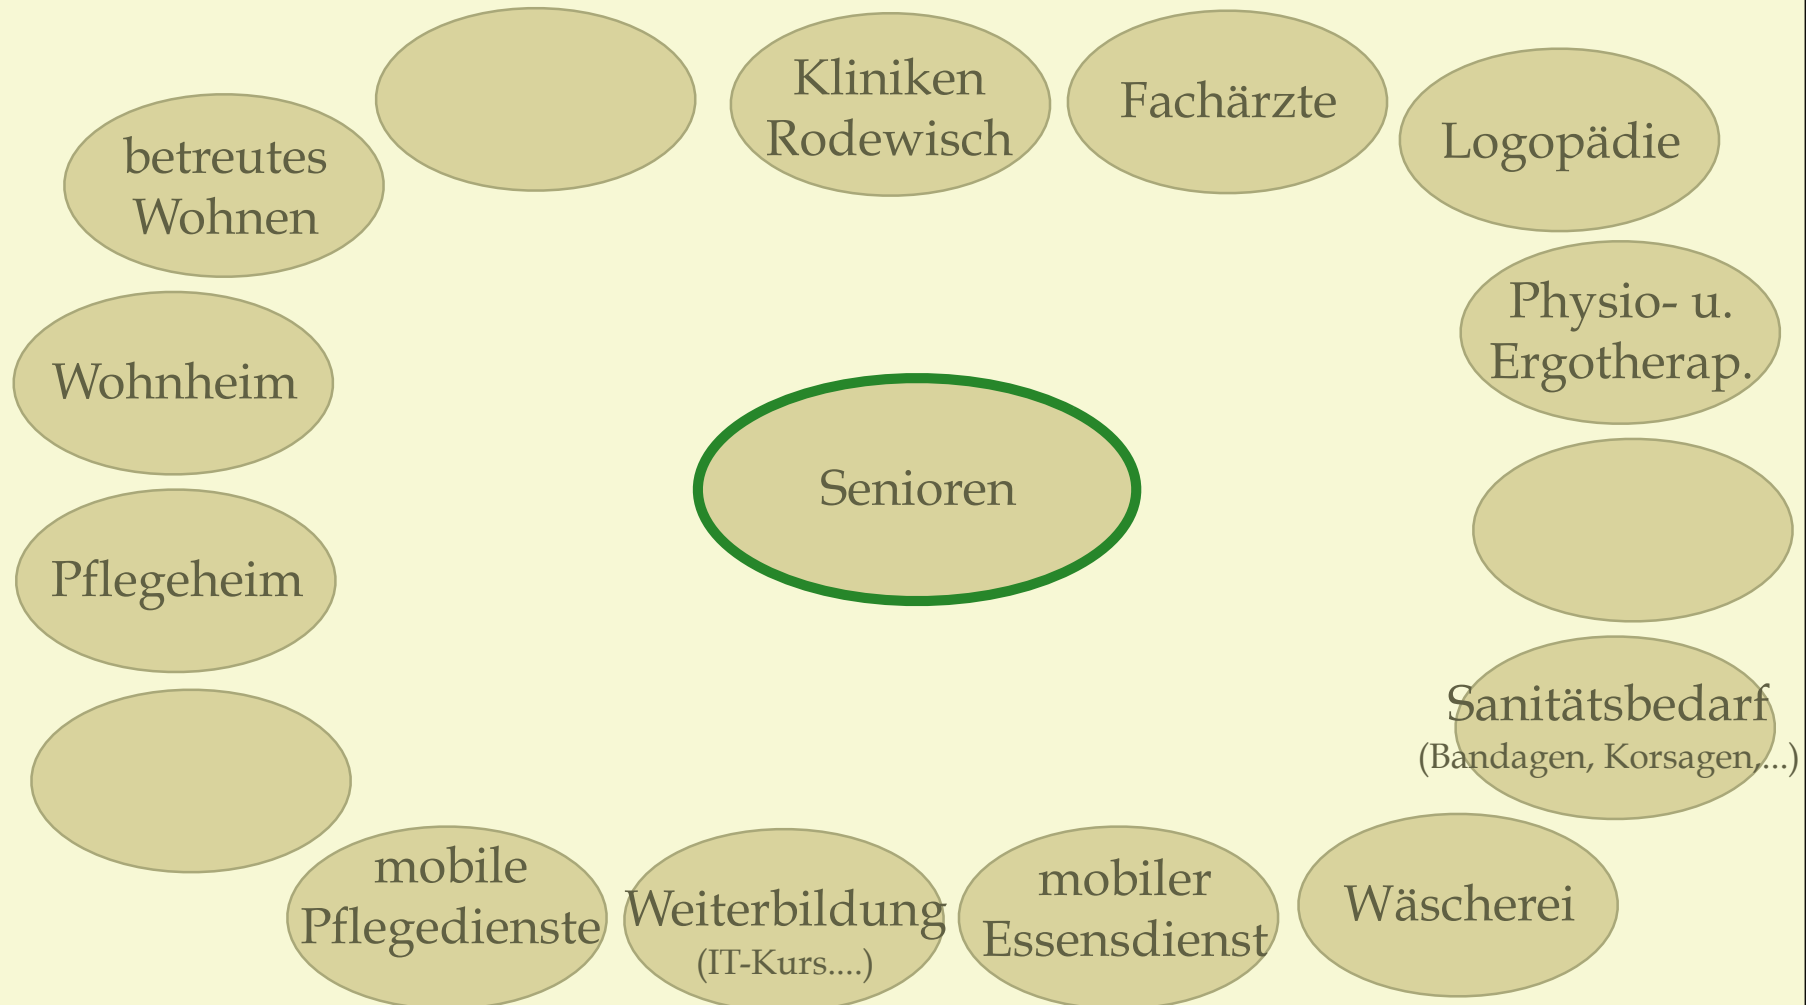 Kliniken
Rodewisch
Fachärzte
Logopädie
betreutes
Wohnen
Physio- u.
Ergotherap.
Wohnheim
Senioren
Pflegeheim
Sanitätsbedarf
(Bandagen, Korsagen,...)
mobile
Pflegedienste
Weiterbildung
(IT-Kurs....)
mobiler
Essensdienst
Wäscherei